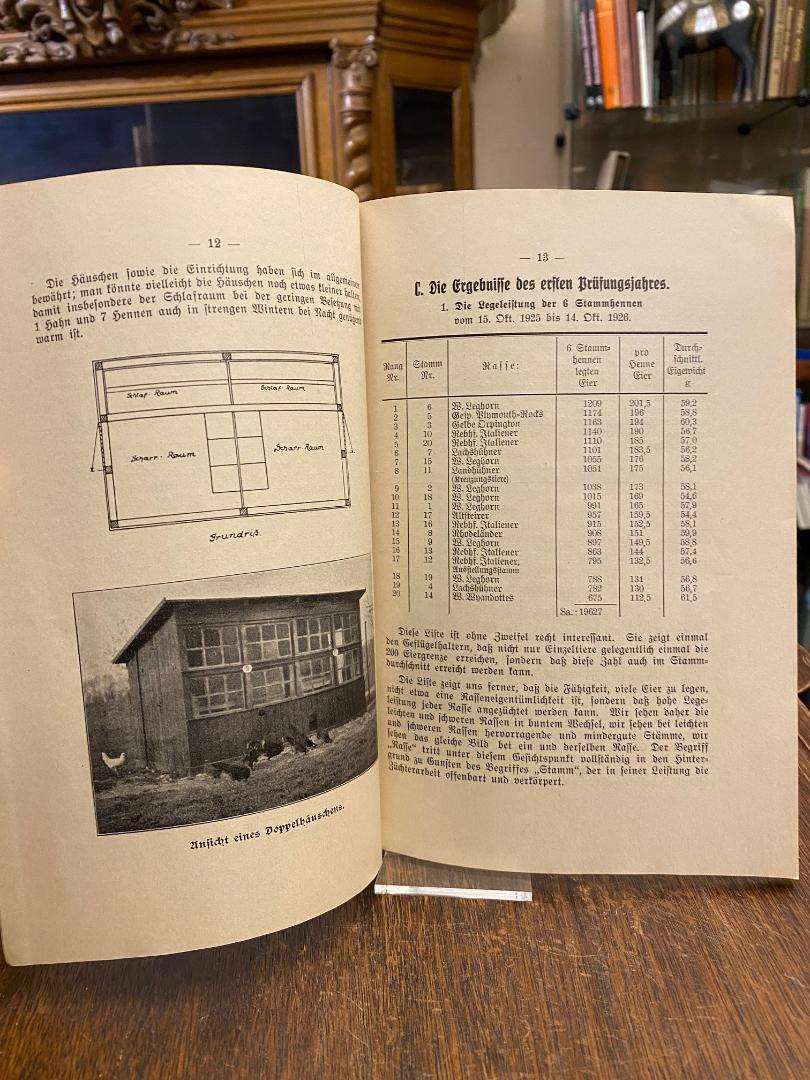 — 12 —
Die Häuschen sowie die Einrichtung haben sich im allgemeinen
bewährt; man könnte vielleicht die Häuschen noch etwas kleiner halten,
damit insbesondere der Schlafraum bei der geringen Besetzung mit
1 Hahn und 7 Hennen auch in strengen Wintern bei Nacht genügend
warm ist.
Schlaf-Raum Schlaf-Raum
Scharr-Raum Scharr-Raum
Grundriß.
Ansicht eines Doppelhäuschens.
— 13 —
C. Die Ergebnisse des ersten Prüfungsjahres.
1. Die Legeleistung der 6 Stammhennen
vom 15. Okt. 1925 bis 14. Okt. 1926.
Rang Nr. | Stamm Nr. | Rasse: | 6 Stamm-hennen legten Eier | pro Henne Eier | Durch-schnittl. Eigewicht g
1 6 W. Leghorn 1209 201,5 59,2
2 5 Gesp. Plymouth-Rocks 1174 196 58,8
3 3 Gelbe Orpington 1163 194 60,3
4 10 Rebhf. Italiener 1140 190 56,7
5 20 Rebhf. Italiener 1110 185 57,0
6 7 Lachshühner 1101 183,5 56,2
7 15 W. Leghorn 1055 176 58,2
8 11 Landhühner 1051 175 56,1
(Kreuzungstiere)
9 2 W. Leghorn 1038 173 58,1
10 18 W. Leghorn 1015 169 54,6
11 1 W. Leghorn 991 165 57,9
12 17 Altsteirer 957 159,5 54,4
13 16 Rebhf. Italiener 915 152,5 58,1
14 8 Rhodeländer 908 151 59,9
15 9 W. Leghorn 897 149,5 58,8
16 13 Rebhf. Italiener 863 144 57,4
17 12 Rebhf. Italiener, 795 132,5 56,6
Ausstellungsstamm
18 19 W. Leghorn 788 131 56,8
19 4 Lachshühner 782 130 56,7
20 14 W. Wyandottes 675 112,5 61,5
Sa.: 19627
Diese Liste ist ohne Zweifel recht interessant. Sie zeigt einmal
den Geflügelhaltern, daß nicht nur Einzeltiere gelegentlich einmal die
200 Eiergrenze erreichen, sondern daß diese Zahl auch im Stamm-
durchschnitt erreicht werden kann.
Die Liste zeigt uns ferner, daß die Fähigkeit, viele Eier zu legen,
nicht etwa eine Rasseneigentümlichkeit ist, sondern daß hohe Lege-
leistung jeder Rasse angezüchtet werden kann. Wir sehen daher die
leichten und schweren Rassen in buntem Wechsel, wir sehen bei leichten
und schweren Rassen hervorragende und mindergute Stämme, wir
sehen das gleiche Bild bei ein und derselben Rasse. Der Begriff
„Rasse“ tritt unter diesem Gesichtspunkt vollständig in den Hinter-
grund zu Gunsten des Begriffes „Stamm“, der in seiner Leistung die
Züchterarbeit offenbart und verkörpert.